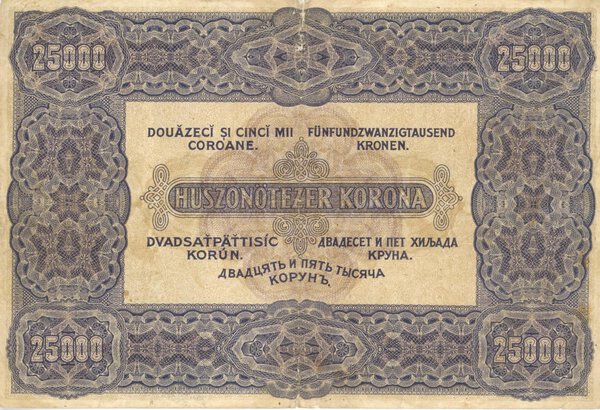 25000
25000
DOUĂZECĬ ȘI CINCĬ MII
COROANE.
FÜNFUNDZWANZIGTAUSEND
KRONEN.
HUSZONÖTEZER KORONA
DVADSAŤPÄŤTISÍC
KORÚN.
ДВАДЕСЕТ И ПЕТ ХИЉАДА
КРУНА.
ДВАДЦЯТЬ И ПЯТЬ ТЫСЯЧА
КОРУНЪ.
25000
25000